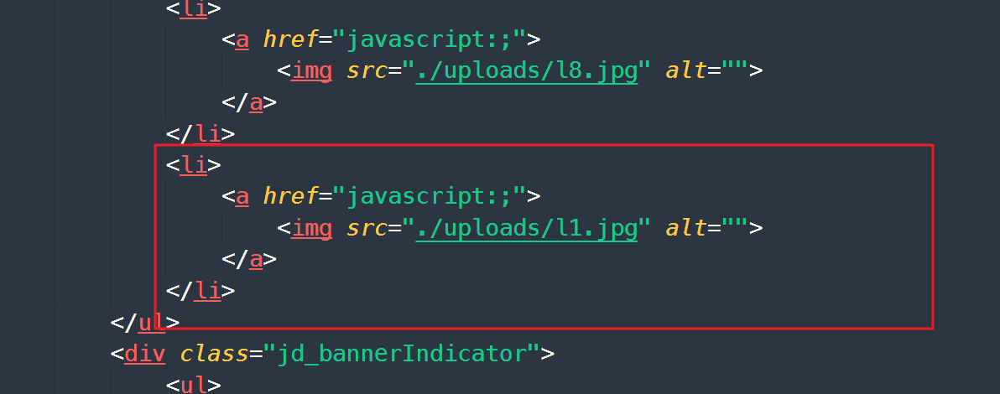 <li>
<a href="javascript:;">
<img src="./uploads/l8.jpg" alt="">
</a>
</li>
<li>
<a href="javascript:;">
<img src="./uploads/l1.jpg" alt="">
</a>
</li>
</ul>
<div class="jd_bannerIndicator">
<ul>